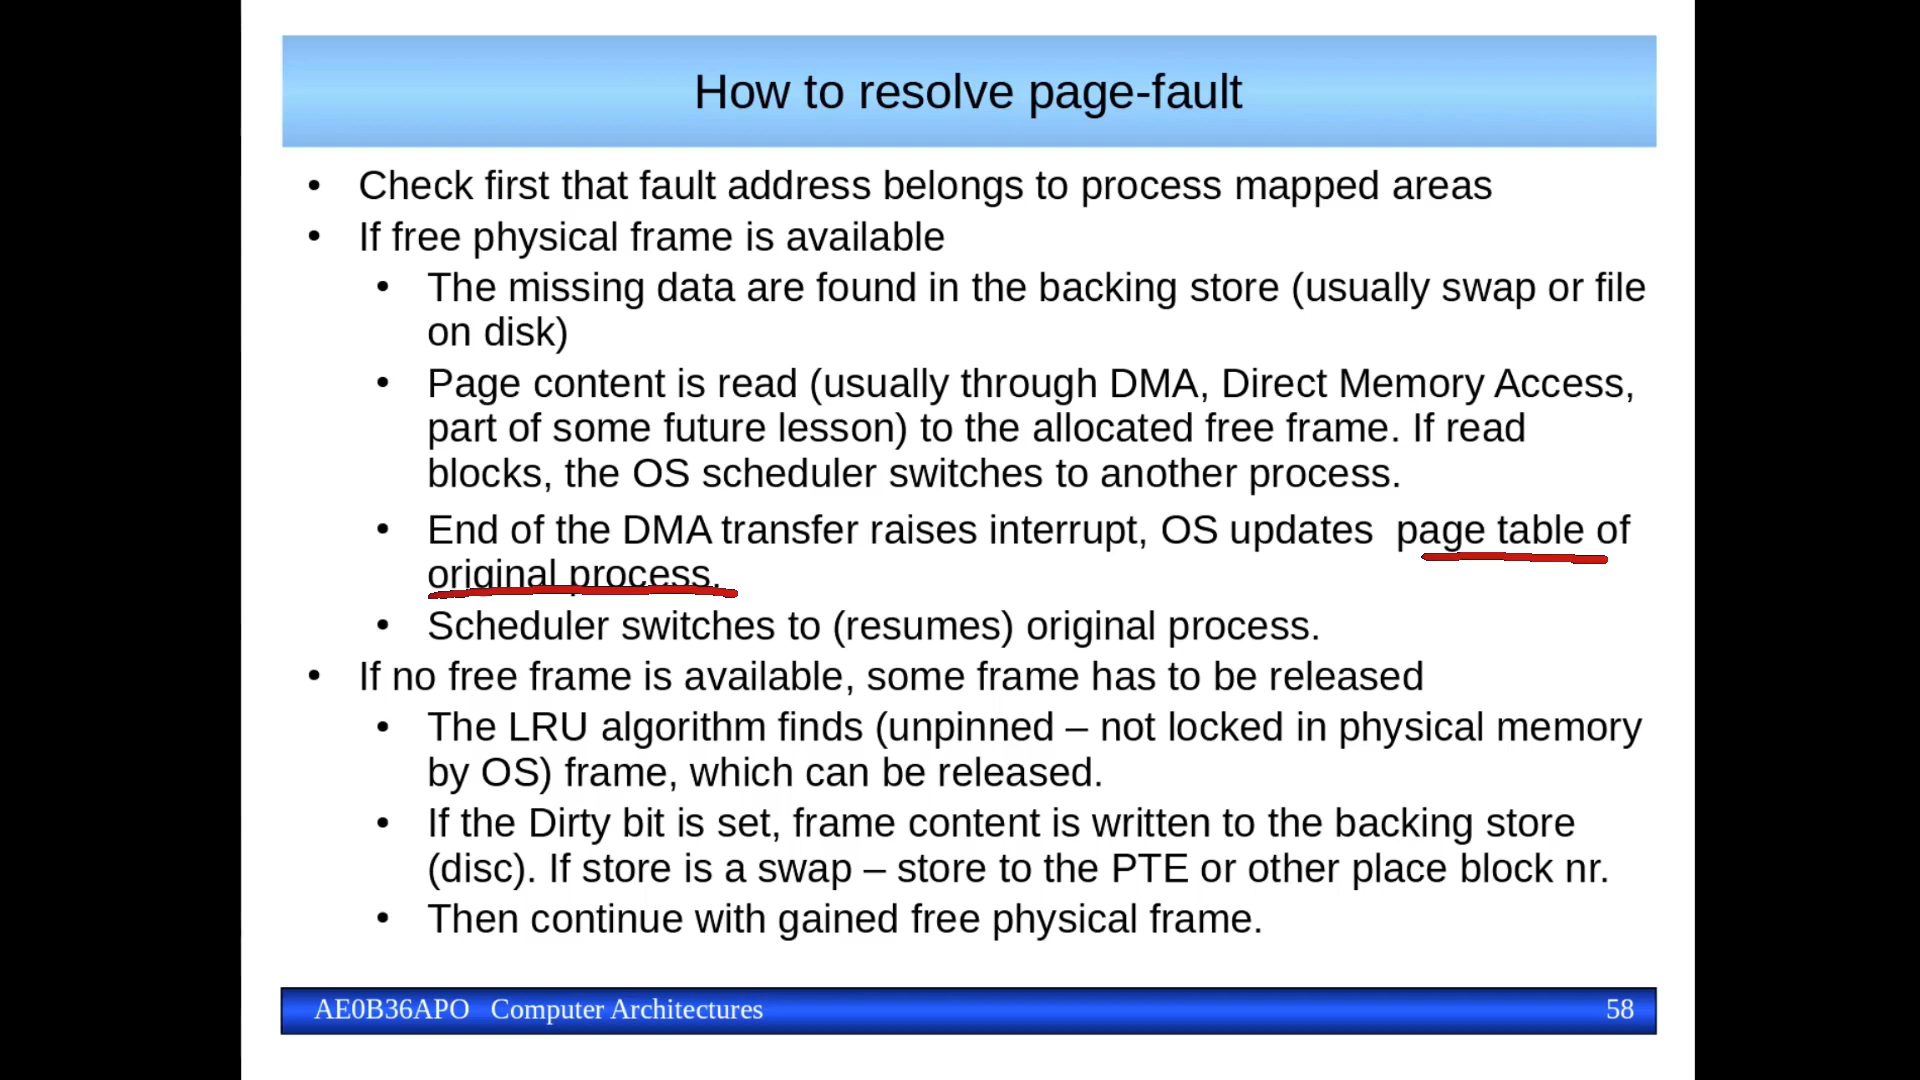 How to resolve page-fault
• Check first that fault address belongs to process mapped areas
• If free physical frame is available
• The missing data are found in the backing store (usually swap or file
on disk)
• Page content is read (usually through DMA, Direct Memory Access,
part of some future lesson) to the allocated free frame. If read
blocks, the OS scheduler switches to another process.
• End of the DMA transfer raises interrupt, OS updates  page table of
original process.
• Scheduler switches to (resumes) original process.
• If no free frame is available, some frame has to be released
• The LRU algorithm finds (unpinned – not locked in physical memory
by OS) frame, which can be released.
• If the Dirty bit is set, frame content is written to the backing store
(disc). If store is a swap – store to the PTE or other place block nr.
• Then continue with gained free physical frame.
AE0B36APO   Computer Architectures 58